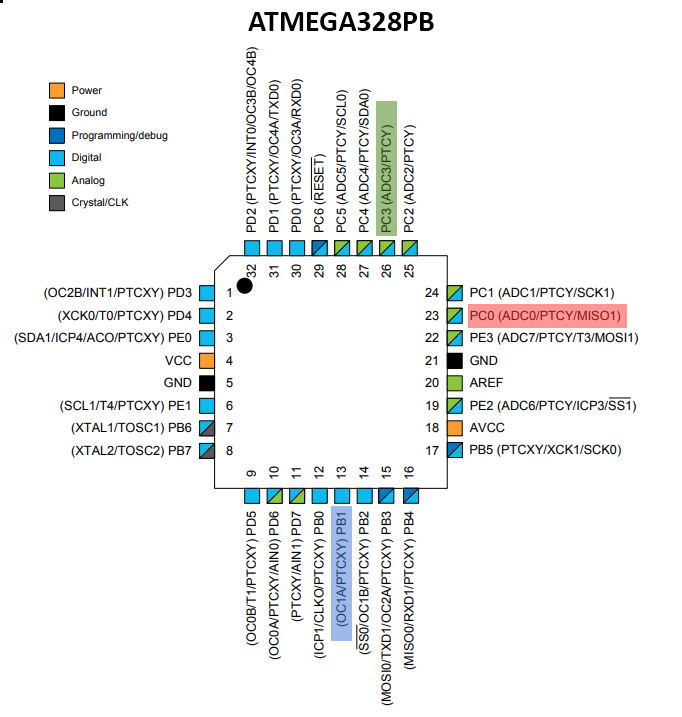 ATMEGA328PB
Power
Ground
Programming/debug
Digital
Analog
Crystal/CLK
PD2 (PTCXY/INT0/OC3B/OC4B)
PD1 (PTCXY/OC4A/TXD0)
PD0 (PTCXY/OC3A/RXD0)
PC6 (RESET)
PC5 (ADC5/PTCY/SCL0)
PC4 (ADC4/PTCY/SDA0)
PC3 (ADC3/PTCY)
PC2 (ADC2/PTCY)
32 31 30 29 28 27 26 25
(OC2B/INT1/PTCXY) PD3 1
(XCK0/T0/PTCXY) PD4 2
(SDA1/ICP4/ACO/PTCXY) PE0 3
VCC 4
GND 5
(SCL1/T4/PTCXY) PE1 6
(XTAL1/TOSC1) PB6 7
(XTAL2/TOSC2) PB7 8
24 PC1 (ADC1/PTCY/SCK1)
23 PC0 (ADC0/PTCY/MISO1)
22 PE3 (ADC7/PTCY/T3/MOSI1)
21 GND
20 AREF
19 PE2 (ADC6/PTCY/ICP3/SS1)
18 AVCC
17 PB5 (PTCXY/XCK1/SCK0)
9 10 11 12 13 14 15 16
(OC0B/T1/PTCXY) PD5
(OC0A/PTCXY/AIN0) PD6
(PTCXY/AIN1) PD7
(ICP1/CLKO/PTCXY) PB0
(OC1A/PTCXY) PB1
(SS0/OC1B/PTCXY) PB2
(MOSI0/TXD1/OC2A/PTCXY) PB3
(MISO0/RXD1/PTCXY) PB4